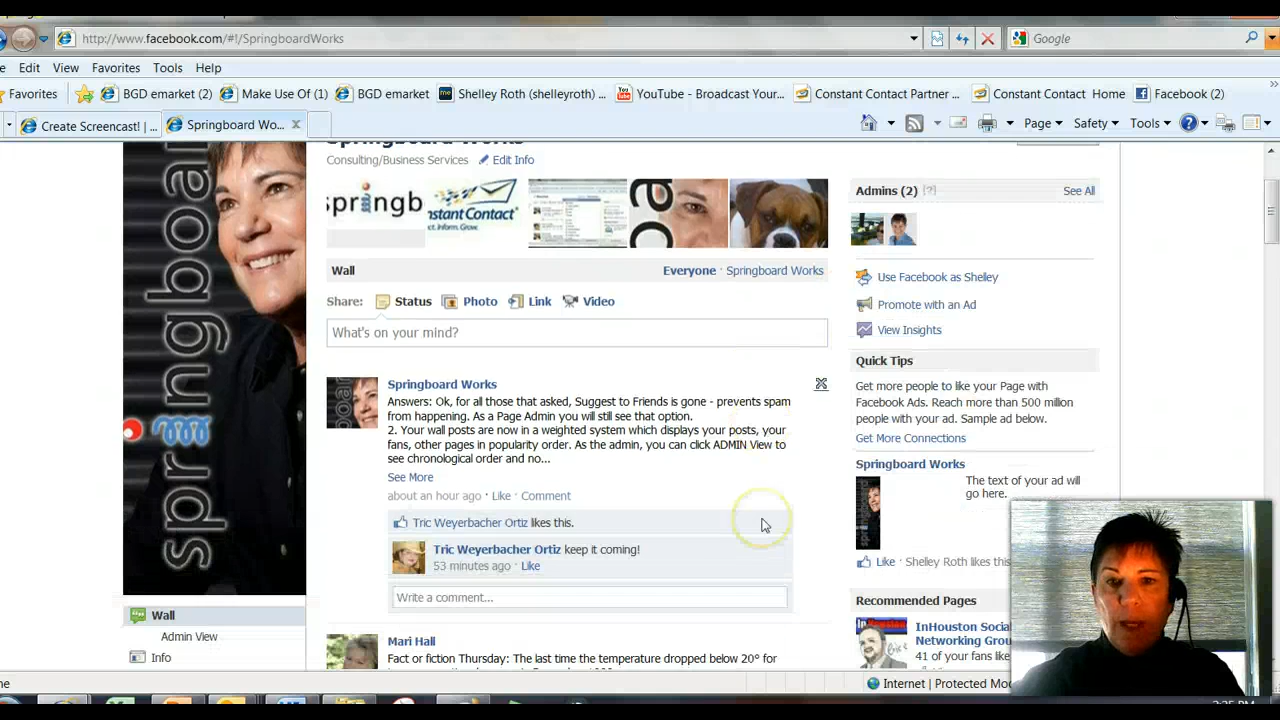 http://www.facebook.com/#!/SpringboardWorks
Google
Edit View Favorites Tools Help
Favorites BGD emarket (2) Make Use Of (1) BGD emarket Shelley Roth (shelleyroth) ... YouTube - Broadcast Your... Constant Contact Partner ... Constant Contact Home Facebook (2)
Create Screencast! | ... Springboard Wo...
Page Safety Tools
Springboard Works
Consulting/Business Services Edit Info
springb
Constant Contact
ct. Inform. Grow.
springboard
Wall Everyone · Springboard Works
Share: Status Photo Link Video
What's on your mind?
Springboard Works
Answers: Ok, for all those that asked, Suggest to Friends is gone - prevents spam
from happening. As a Page Admin you will still see that option.
2. Your wall posts are now in a weighted system which displays your posts, your
fans, other pages in popularity order. As the admin, you can click ADMIN View to
see chronological order and no...
See More
about an hour ago · Like · Comment
Tric Weyerbacher Ortiz likes this.
Tric Weyerbacher Ortiz keep it coming!
53 minutes ago · Like
Write a comment...
Mari Hall
Fact or fiction Thursday: The last time the temperature dropped below 20° for
Wall
Admin View
Info
Admins (2) [?] See All
Use Facebook as Shelley
Promote with an Ad
View Insights
Quick Tips
Get more people to like your Page with
Facebook Ads. Reach more than 500 million
people with your ad. Sample ad below.
Get More Connections
Springboard Works
The text of your ad will
go here.
Like · Shelley Roth likes this
Recommended Pages
InHouston Social
Networking Grou
41 of your fans like
Internet | Protected Mod